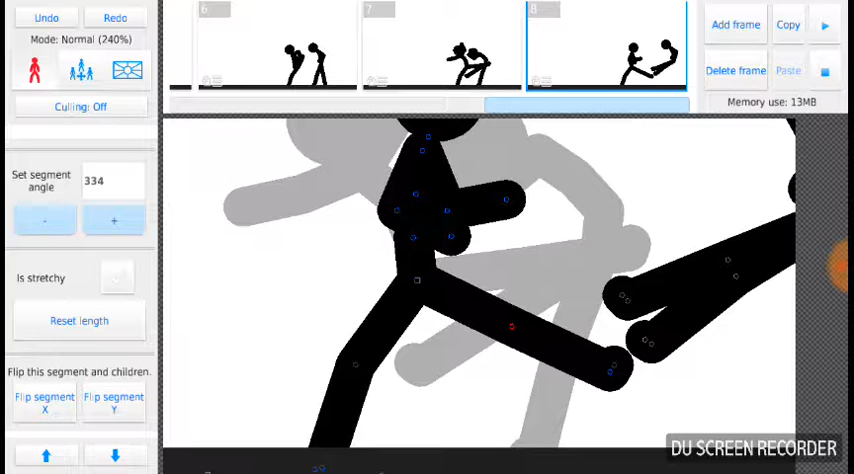 Undo Redo
Mode: Normal (240%)
Culling: Off
Set segment angle 334
- +
Is stretchy
Reset length
Flip this segment and children.
Flip segment X Flip segment Y
6 7 8
Add frame Copy
Delete frame Paste
Memory use: 13MB
DU SCREEN RECORDER